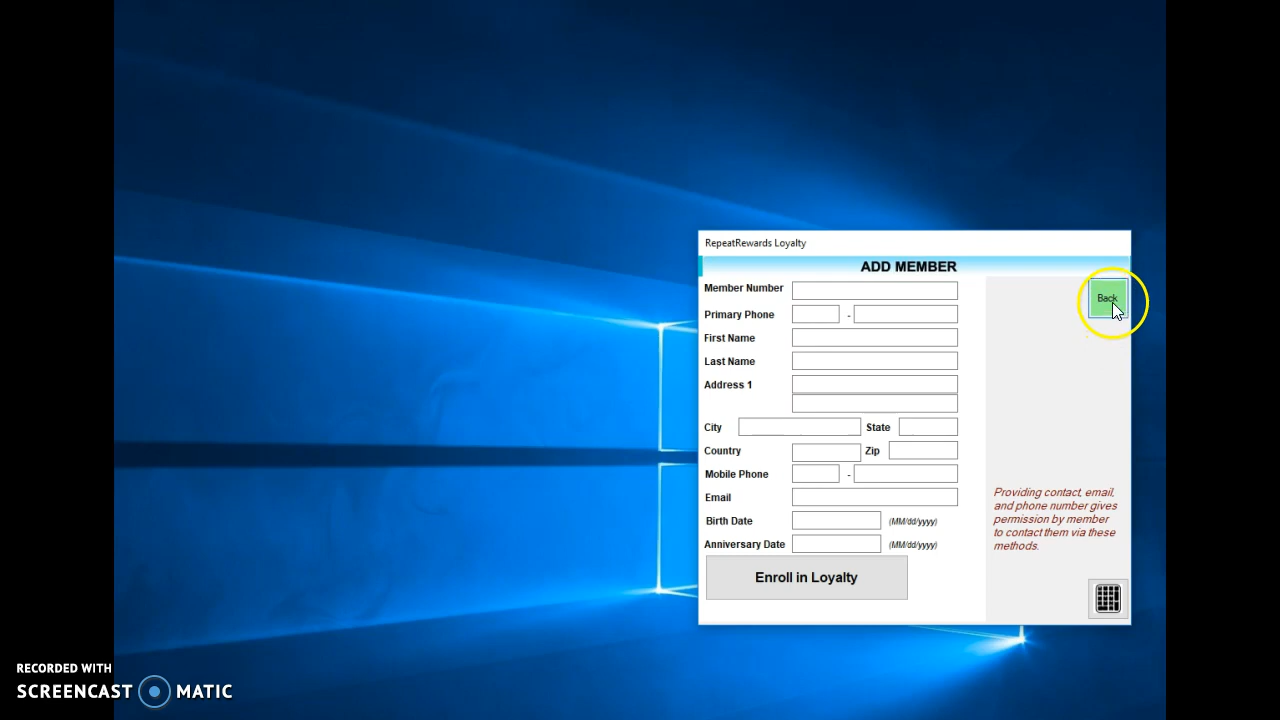 RepeatRewards Loyalty
ADD MEMBER
Member Number
Back
Primary Phone -
First Name
Last Name
Address 1
City State
Country Zip
Mobile Phone -
Email
Birth Date (MM/dd/yyyy)
Anniversary Date (MM/dd/yyyy)
Providing contact, email,
and phone number gives
permission by member
to contact them via these
methods.
Enroll in Loyalty
RECORDED WITH
SCREENCAST MATIC